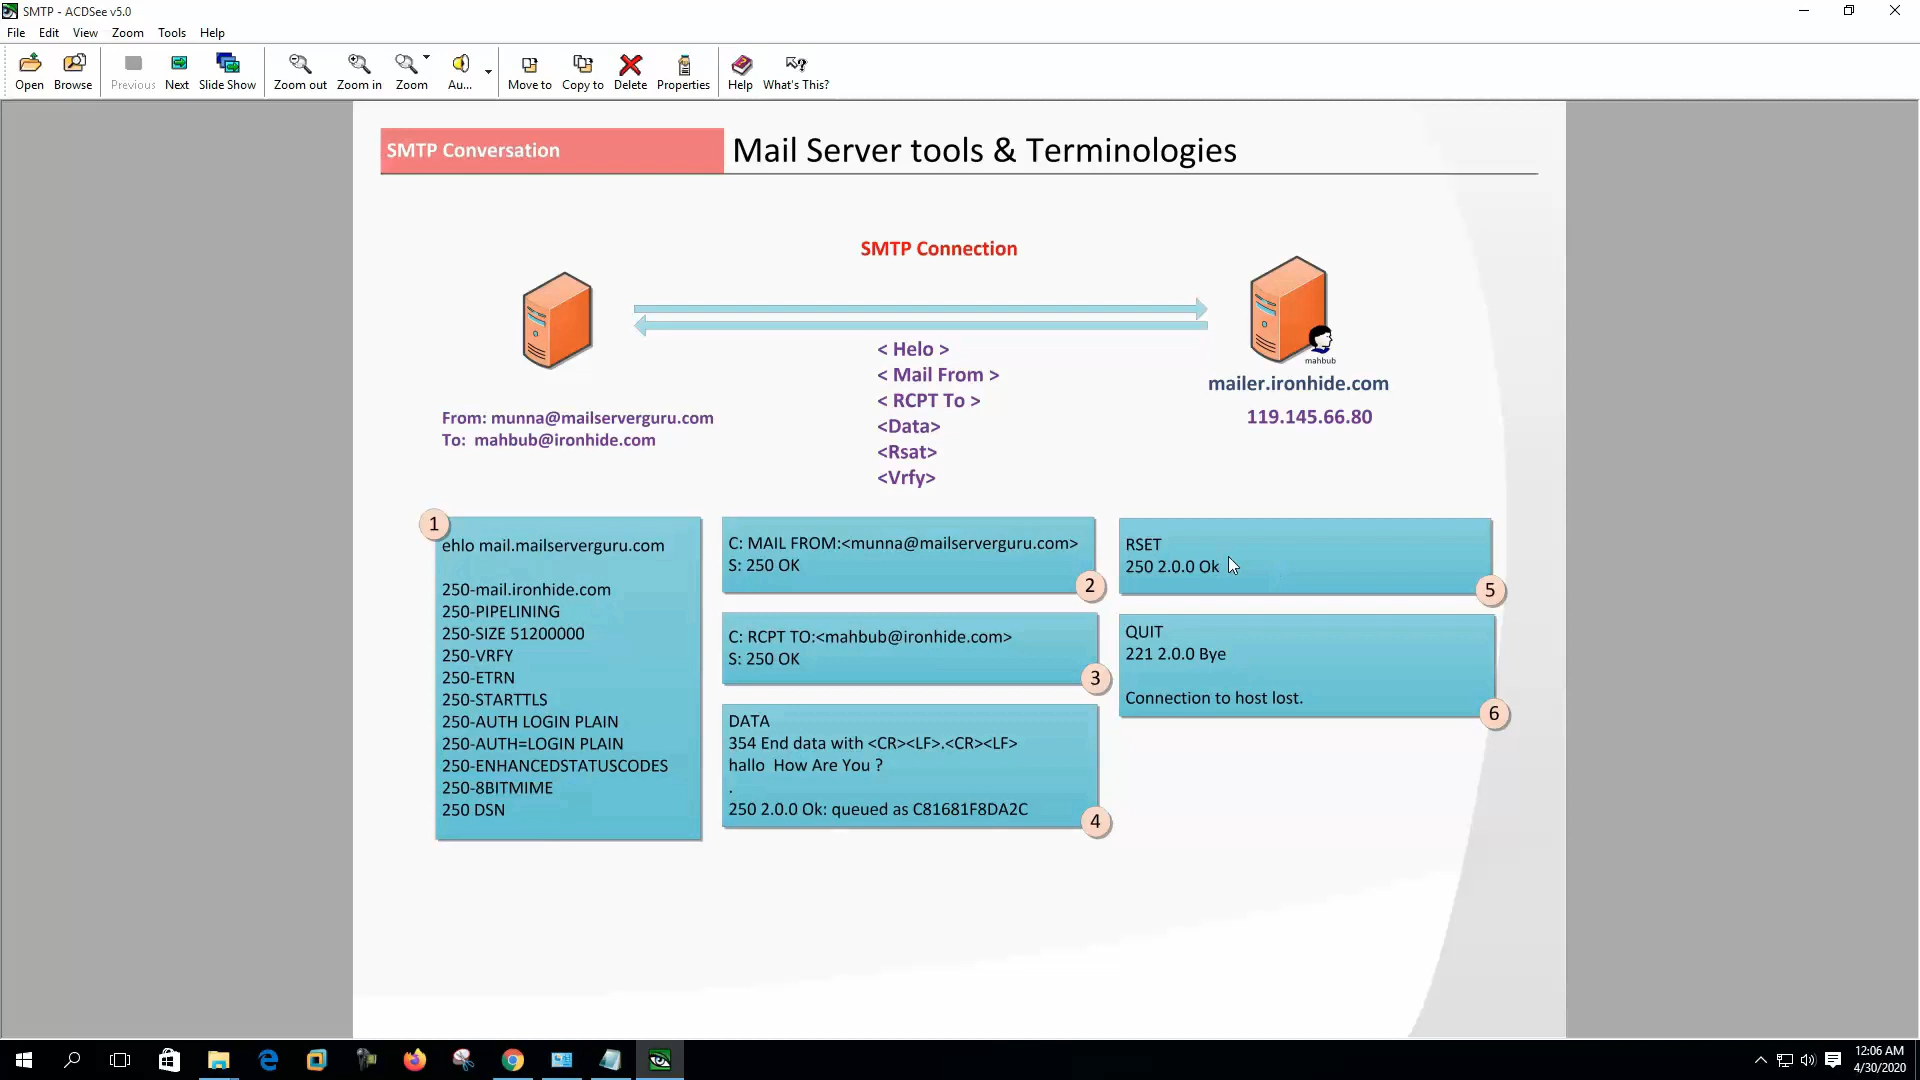 SMTP - ACDSee v5.0
File Edit View Zoom Tools Help
Open Browse Previous Next Slide Show Zoom out Zoom in Zoom Au... Move to Copy to Delete Properties Help What's This?
SMTP Conversation
Mail Server tools & Terminologies
SMTP Connection
< Helo >
< Mail From >
< RCPT To >
<Data>
<Rsat>
<Vrfy>
mahbub
mailer.ironhide.com
119.145.66.80
From: munna@mailserverguru.com
To: mahbub@ironhide.com
1
ehlo mail.mailserverguru.com
250-mail.ironhide.com
250-PIPELINING
250-SIZE 51200000
250-VRFY
250-ETRN
250-STARTTLS
250-AUTH LOGIN PLAIN
250-AUTH=LOGIN PLAIN
250-ENHANCEDSTATUSCODES
250-8BITMIME
250 DSN
C: MAIL FROM:<munna@mailserverguru.com>
S: 250 OK
2
C: RCPT TO:<mahbub@ironhide.com>
S: 250 OK
3
DATA
354 End data with <CR><LF>.<CR><LF>
hallo How Are You ?
.
250 2.0.0 Ok: queued as C81681F8DA2C
4
RSET
250 2.0.0 Ok
5
QUIT
221 2.0.0 Bye
Connection to host lost.
6
12:06 AM
4/30/2020